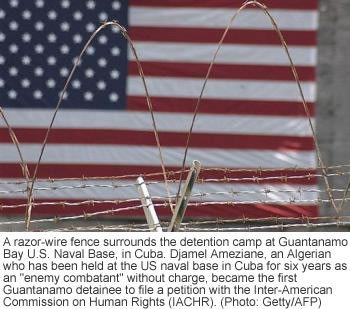 A razor-wire fence surrounds the detention camp at Guantanamo
Bay U.S. Naval Base, in Cuba. Djamel Ameziane, an Algerian
who has been held at the US naval base in Cuba for six years as
an "enemy combatant" without charge, became the first
Guantanamo detainee to file a petition with the Inter-American
Commission on Human Rights (IACHR). (Photo: Getty/AFP)